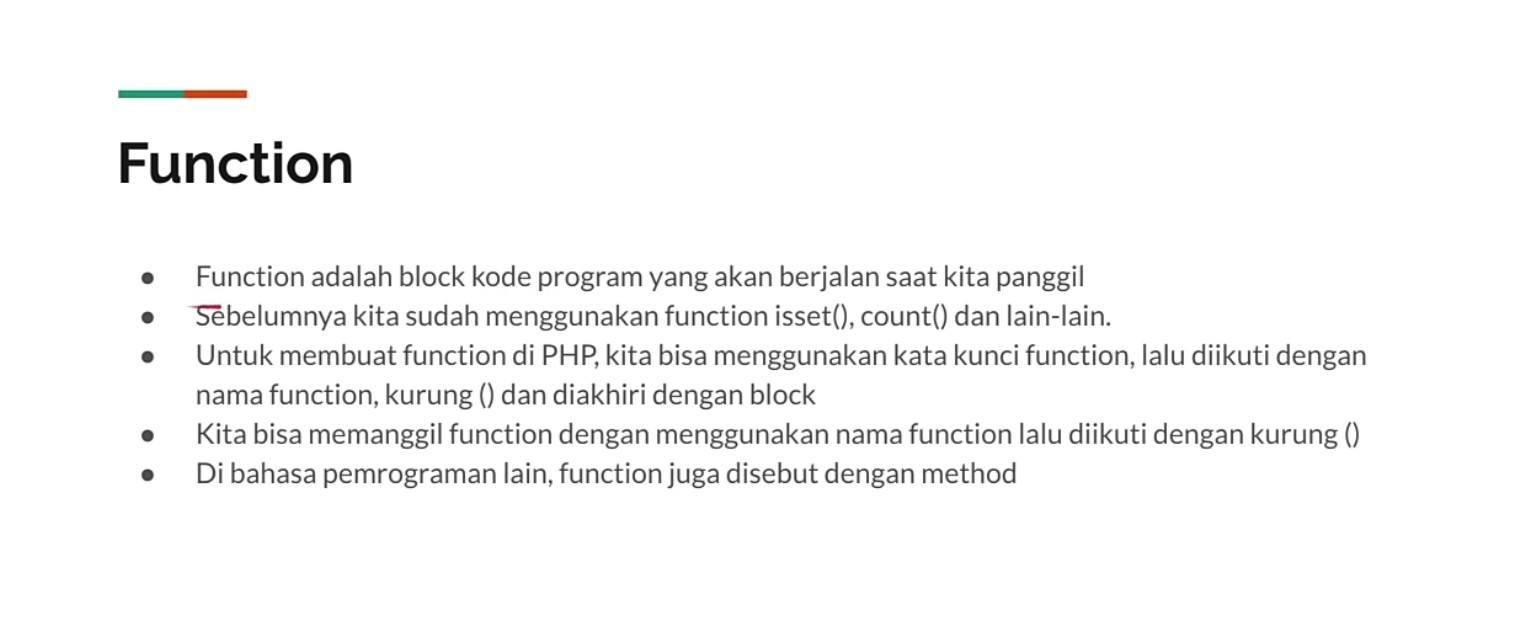 Function
● Function adalah block kode program yang akan berjalan saat kita panggil
● Sebelumnya kita sudah menggunakan function isset(), count() dan lain-lain.
● Untuk membuat function di PHP, kita bisa menggunakan kata kunci function, lalu diikuti dengan
nama function, kurung () dan diakhiri dengan block
● Kita bisa memanggil function dengan menggunakan nama function lalu diikuti dengan kurung ()
● Di bahasa pemrograman lain, function juga disebut dengan method